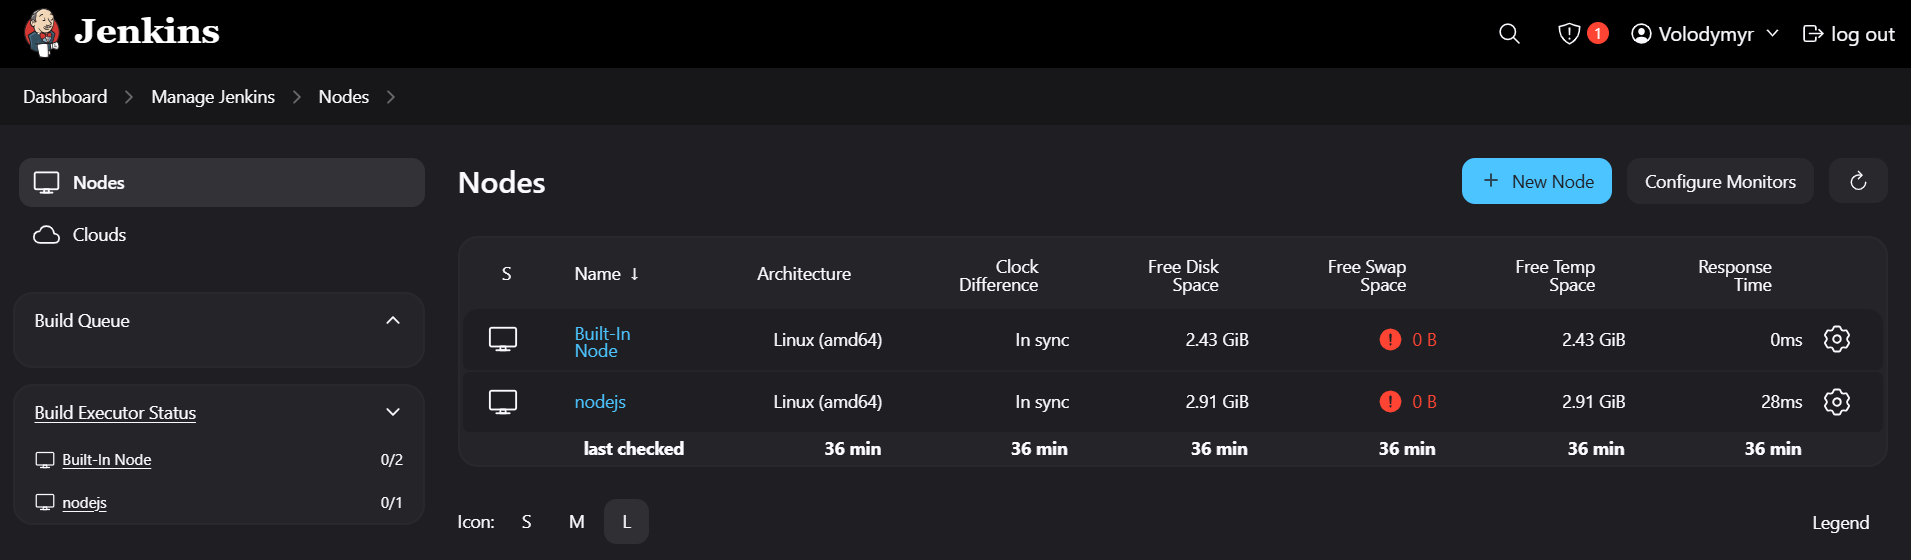 Jenkins
1
Volodymyr
log out
Dashboard
Manage Jenkins
Nodes
Nodes
Clouds
Build Queue
Build Executor Status
Built-In Node 0/2
nodejs 0/1
Nodes
+ New Node
Configure Monitors
S Name ↓ Architecture Clock Difference Free Disk Space Free Swap Space Free Temp Space Response Time
Built-In Node Linux (amd64) In sync 2.43 GiB 0 B 2.43 GiB 0ms
nodejs Linux (amd64) In sync 2.91 GiB 0 B 2.91 GiB 28ms
last checked 36 min 36 min 36 min 36 min 36 min 36 min
Icon: S M L
Legend